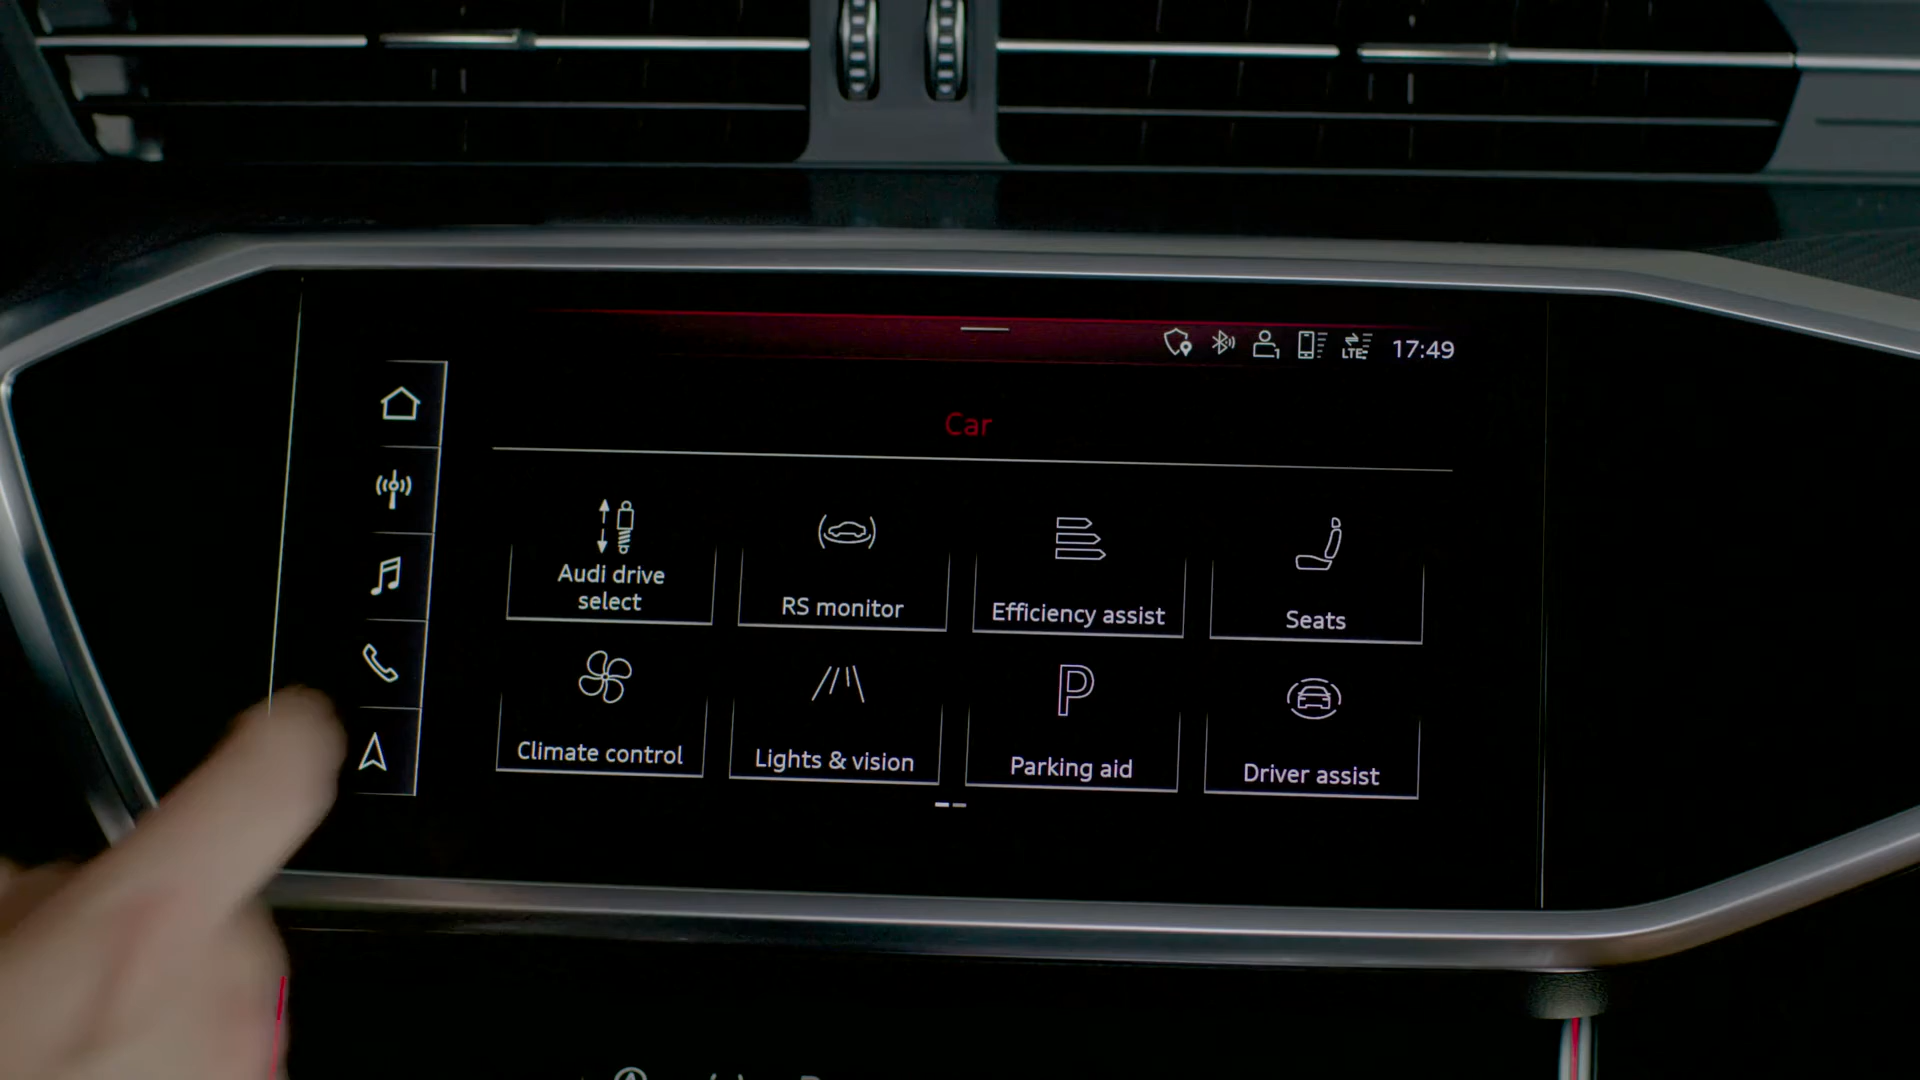 LTE 17:49
Car
Audi drive
select
RS monitor
Efficiency assist
Seats
P
Climate control
Lights & vision
Parking aid
Driver assist